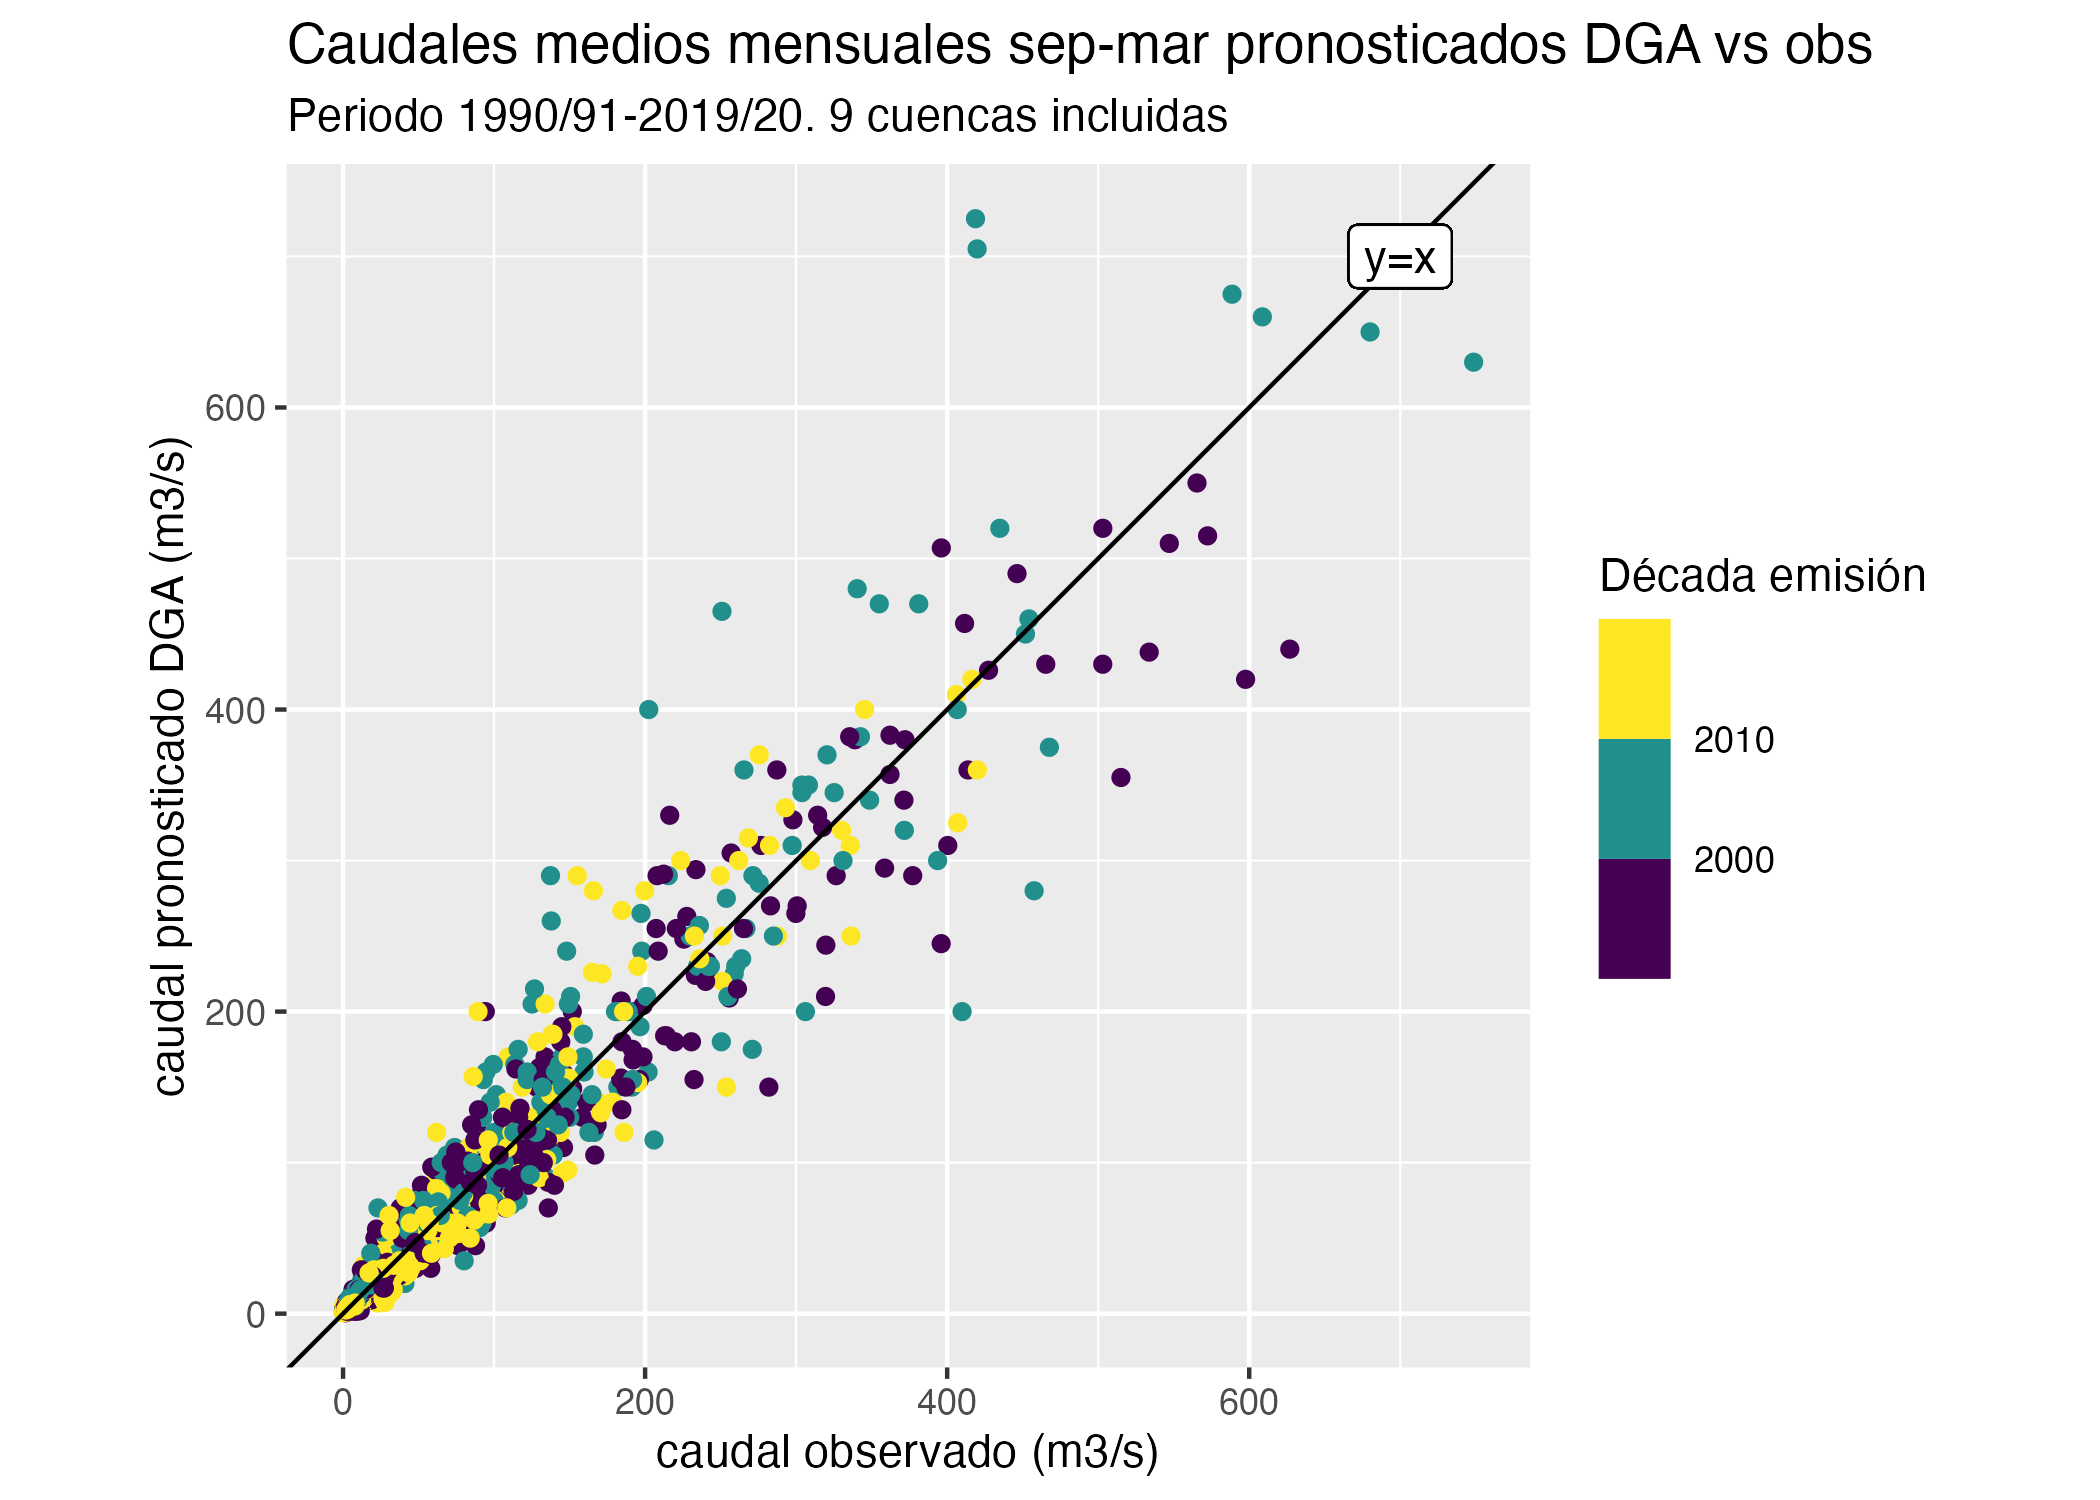 Caudales medios mensuales sep-mar pronosticados DGA vs obs
Periodo 1990/91-2019/20. 9 cuencas incluidas
y=x
600
400
200
0
caudal pronosticado DGA (m3/s)
0
200
400
600
caudal observado (m3/s)
Década emisión
2010
2000